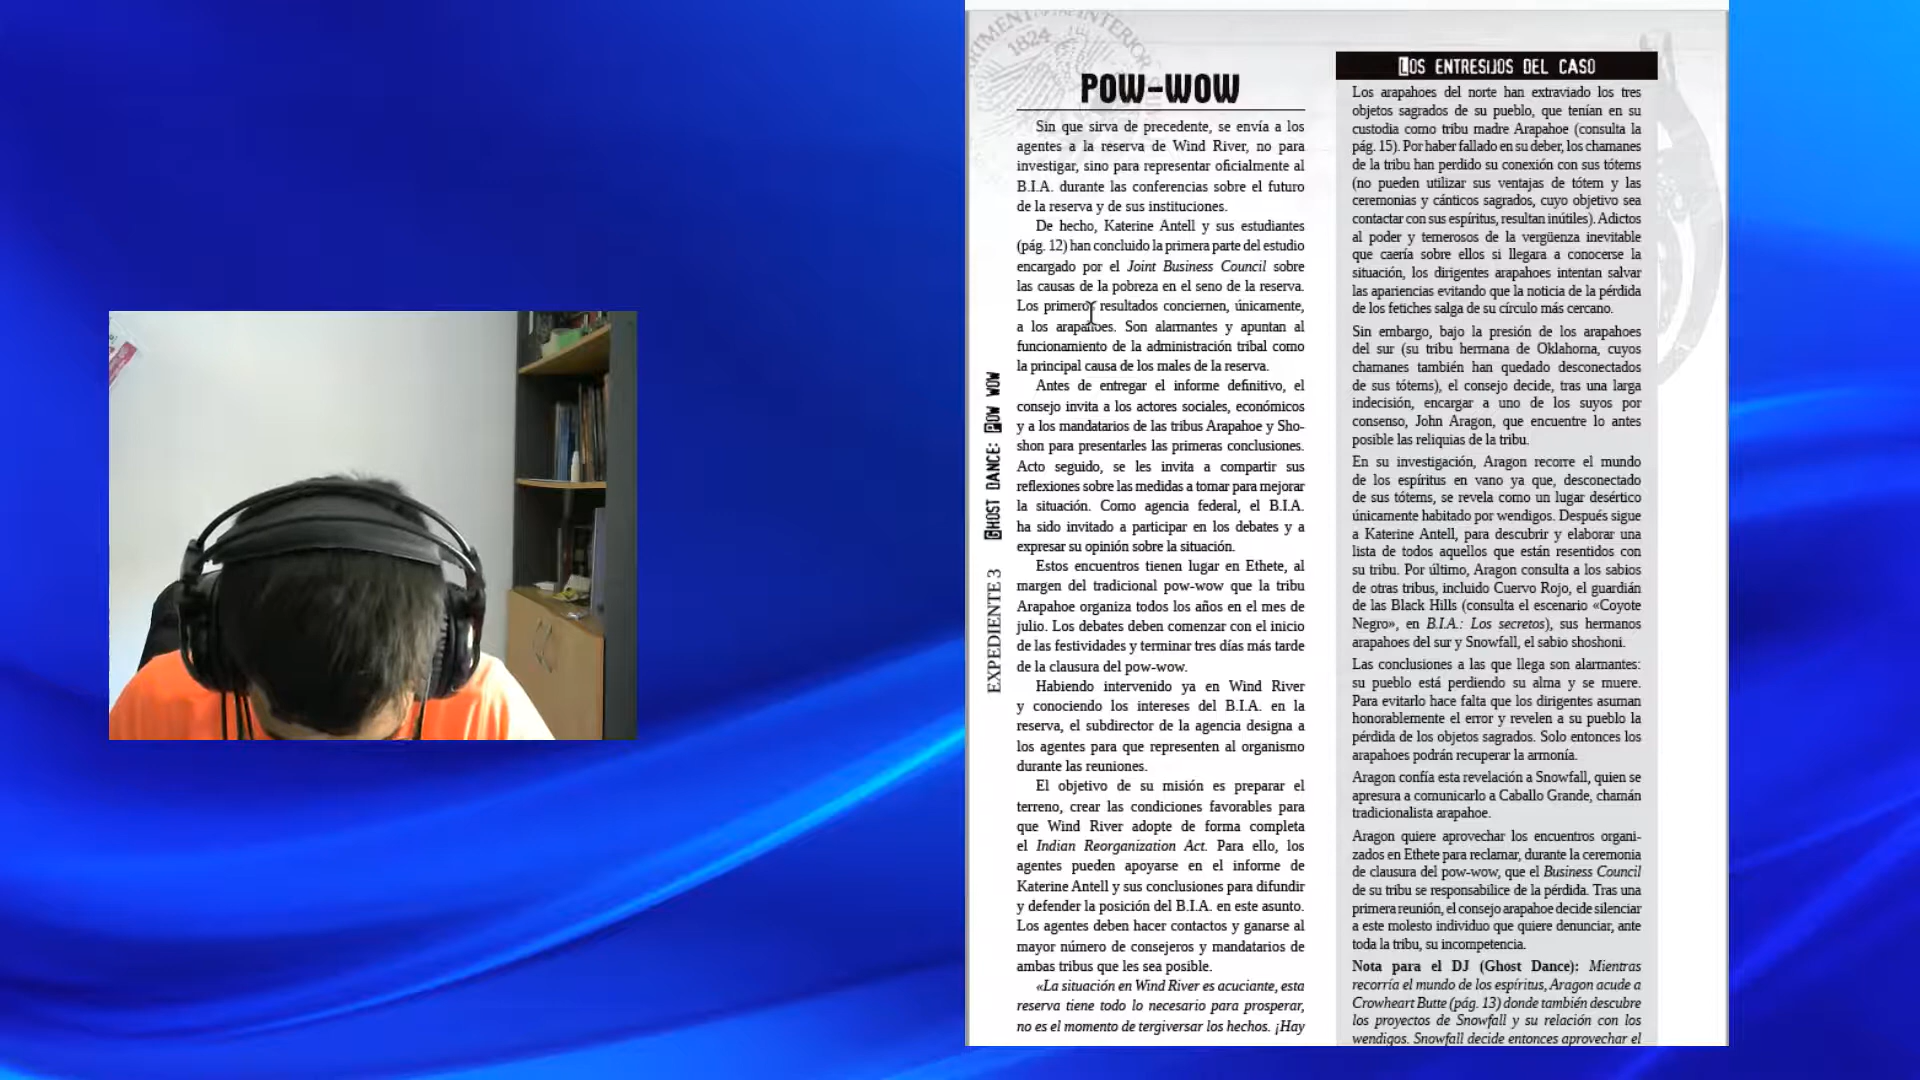 DEPARTMENT OF THE INTERIOR
1824
POW-WOW
Sin que sirva de precedente, se envía a los
agentes a la reserva de Wind River, no para
investigar, sino para representar oficialmente al
B.I.A. durante las conferencias sobre el futuro
de la reserva y de sus instituciones.
De hecho, Katerine Antell y sus estudiantes
(pág. 12) han concluido la primera parte del estudio
encargado por el Joint Business Council sobre
las causas de la pobreza en el seno de la reserva.
Los primeros resultados conciernen, únicamente,
a los arapahoes. Son alarmantes y apuntan al
funcionamiento de la administración tribal como
la principal causa de los males de la reserva.
Antes de entregar el informe definitivo, el
consejo invita a los actores sociales, económicos
y a los mandatarios de las tribus Arapahoe y Sho-
shon para presentarles las primeras conclusiones.
Acto seguido, se les invita a compartir sus
reflexiones sobre las medidas a tomar para mejorar
la situación. Como agencia federal, el B.I.A.
ha sido invitado a participar en los debates y a
expresar su opinión sobre la situación.
Estos encuentros tienen lugar en Ethete, al
margen del tradicional pow-wow que la tribu
Arapahoe organiza todos los años en el mes de
julio. Los debates deben comenzar con el inicio
de las festividades y terminar tres días más tarde
de la clausura del pow-wow.
Habiendo intervenido ya en Wind River
y conociendo los intereses del B.I.A. en la
reserva, el subdirector de la agencia designa a
los agentes para que representen al organismo
durante las reuniones.
El objetivo de su misión es preparar el
terreno, crear las condiciones favorables para
que Wind River adopte de forma completa
el Indian Reorganization Act. Para ello, los
agentes pueden apoyarse en el informe de
Katerine Antell y sus conclusiones para difundir
y defender la posición del B.I.A. en este asunto.
Los agentes deben hacer contactos y ganarse al
mayor número de consejeros y mandatarios de
ambas tribus que les sea posible.
«La situación en Wind River es acuciante, esta
reserva tiene todo lo necesario para prosperar,
no es el momento de tergiversar los hechos. ¡Hay
EXPEDIENTE 3 GHOST DANCE: POW WOW
LOS ENTRESIJOS DEL CASO
Los arapahoes del norte han extraviado los tres
objetos sagrados de su pueblo, que tenían en su
custodia como tribu madre Arapahoe (consulta la
pág. 15). Por haber fallado en su deber, los chamanes
de la tribu han perdido su conexión con sus tótems
(no pueden utilizar sus ventajas de tótem y las
ceremonias y cánticos sagrados, cuyo objetivo sea
contactar con sus espíritus, resultan inútiles). Adictos
al poder y temerosos de la vergüenza inevitable
que caería sobre ellos si llegara a conocerse la
situación, los dirigentes arapahoes intentan salvar
las apariencias evitando que la noticia de la pérdida
de los fetiches salga de su círculo más cercano.
Sin embargo, bajo la presión de los arapahoes
del sur (su tribu hermana de Oklahoma, cuyos
chamanes también han quedado desconectados
de sus tótems), el consejo decide, tras una larga
indecisión, encargar a uno de los suyos por
consenso, John Aragon, que encuentre lo antes
posible las reliquias de la tribu.
En su investigación, Aragon recorre el mundo
de los espíritus en vano ya que, desconectado
de sus tótems, se revela como un lugar desértico
únicamente habitado por wendigos. Después sigue
a Katerine Antell, para descubrir y elaborar una
lista de todos aquellos que están resentidos con
su tribu. Por último, Aragon consulta a los sabios
de otras tribus, incluido Cuervo Rojo, el guardián
de las Black Hills (consulta el escenario «Coyote
Negro», en B.I.A.: Los secretos), sus hermanos
arapahoes del sur y Snowfall, el sabio shoshoni.
Las conclusiones a las que llega son alarmantes:
su pueblo está perdiendo su alma y se muere.
Para evitarlo hace falta que los dirigentes asuman
honorablemente el error y revelen a su pueblo la
pérdida de los objetos sagrados. Solo entonces los
arapahoes podrán recuperar la armonía.
Aragon confía esta revelación a Snowfall, quien se
apresura a comunicarlo a Caballo Grande, chamán
tradicionalista arapahoe.
Aragon quiere aprovechar los encuentros organi-
zados en Ethete para reclamar, durante la ceremonia
de clausura del pow-wow, que el Business Council
de su tribu se responsabilice de la pérdida. Tras una
primera reunión, el consejo arapahoe decide silenciar
a este molesto individuo que quiere denunciar, ante
toda la tribu, su incompetencia.
Nota para el DJ (Ghost Dance): Mientras
recorría el mundo de los espíritus, Aragon acude a
Crowheart Butte (pág. 13) donde también descubre
los proyectos de Snowfall y su relación con los
wendigos. Snowfall decide entonces aprovechar el